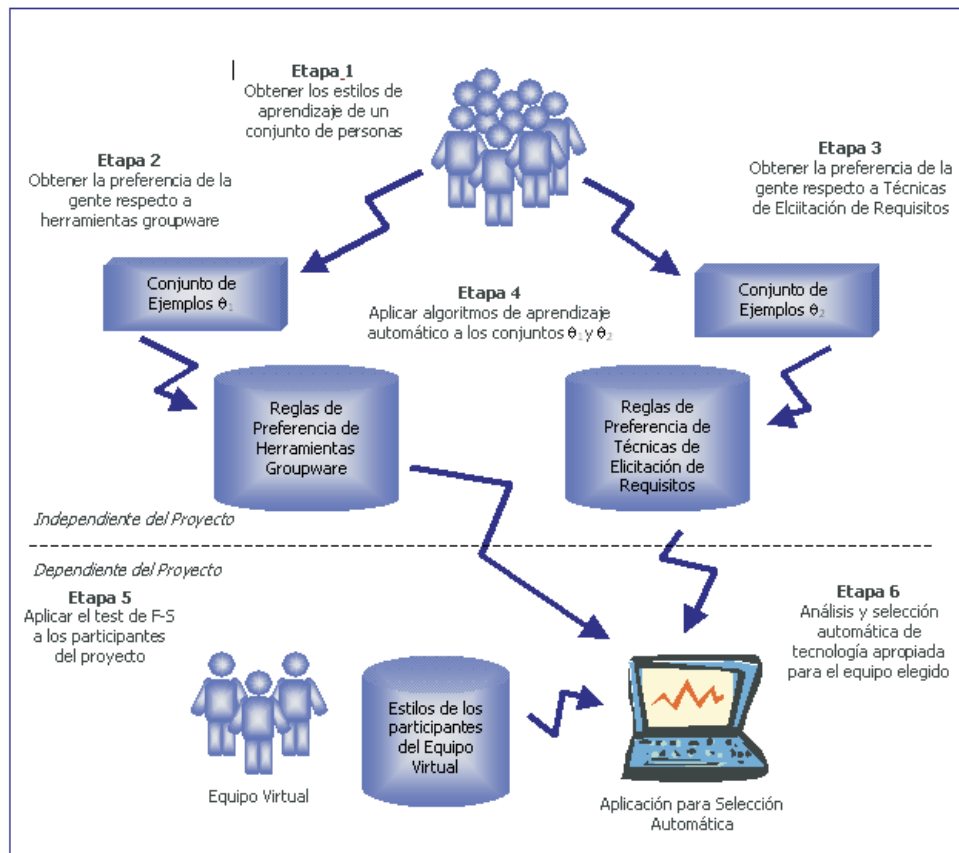 Etapa 1
Obtener los estilos de
aprendizaje de un
conjunto de personas
Etapa 2
Obtener la preferencia de la
gente respecto a
herramientas groupware
Etapa 3
Obtener la preferencia de la
gente respecto a Técnicas
de Elciitación de Requisitos
Conjunto de
Ejemplos θ1
Etapa 4
Aplicar algoritmos de aprendizaje
automático a los conjuntos θ1 y θ2
Conjunto de
Ejemplos θ2
Reglas de
Preferencia de
Herramientas
Groupware
Reglas de
Preferencia de
Técnicas de
Elicitación de
Requisitos
Independiente del Proyecto
Dependiente del Proyecto
Etapa 5
Aplicar el test de F-S
a los participantes
del proyecto
Etapa 6
Análisis y selección
automática de
tecnología apropiada
para el equipo elegido
Estilos de los
participantes
del Equipo
Virtual
Equipo Virtual
Aplicación para Selección
Automática